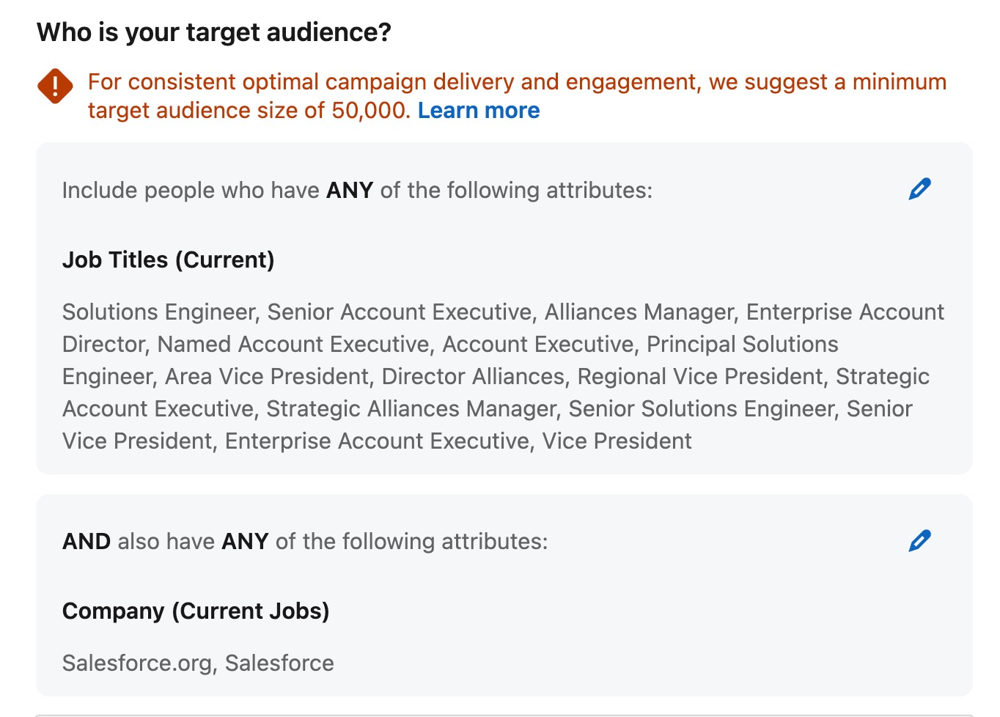 Who is your target audience?
For consistent optimal campaign delivery and engagement, we suggest a minimum
target audience size of 50,000. Learn more
Include people who have ANY of the following attributes:
Job Titles (Current)
Solutions Engineer, Senior Account Executive, Alliances Manager, Enterprise Account
Director, Named Account Executive, Account Executive, Principal Solutions
Engineer, Area Vice President, Director Alliances, Regional Vice President, Strategic
Account Executive, Strategic Alliances Manager, Senior Solutions Engineer, Senior
Vice President, Enterprise Account Executive, Vice President
AND also have ANY of the following attributes:
Company (Current Jobs)
Salesforce.org, Salesforce